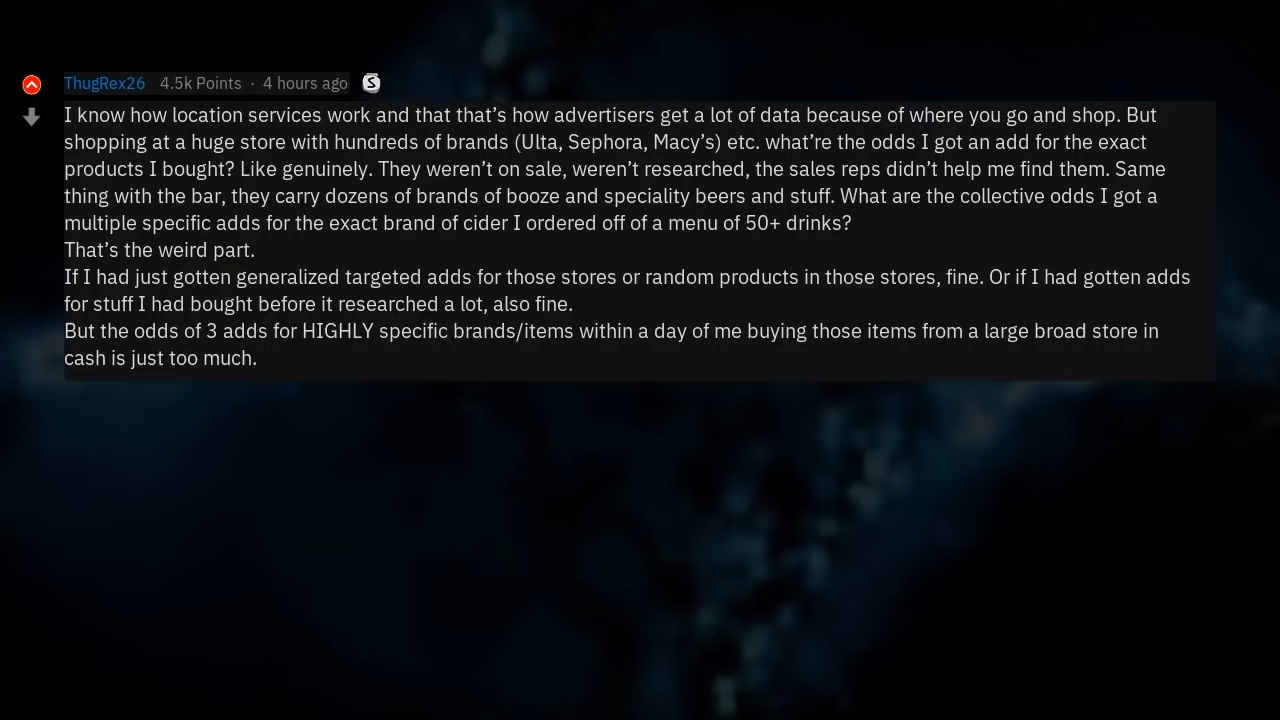 ThugRex26 4.5k Points · 4 hours ago S
I know how location services work and that that’s how advertisers get a lot of data because of where you go and shop. But
shopping at a huge store with hundreds of brands (Ulta, Sephora, Macy’s) etc. what’re the odds I got an add for the exact
products I bought? Like genuinely. They weren’t on sale, weren’t researched, the sales reps didn’t help me find them. Same
thing with the bar, they carry dozens of brands of booze and speciality beers and stuff. What are the collective odds I got a
multiple specific adds for the exact brand of cider I ordered off of a menu of 50+ drinks?
That’s the weird part.
If I had just gotten generalized targeted adds for those stores or random products in those stores, fine. Or if I had gotten adds
for stuff I had bought before it researched a lot, also fine.
But the odds of 3 adds for HIGHLY specific brands/items within a day of me buying those items from a large broad store in
cash is just too much.